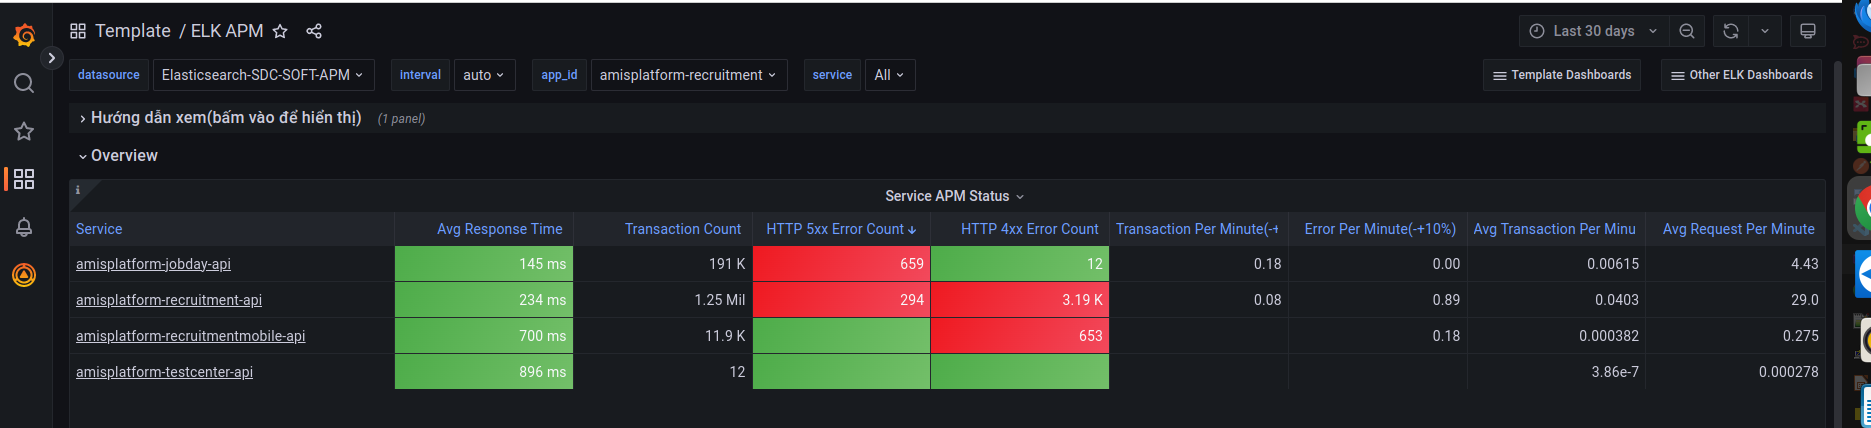 Template / ELK APM
Last 30 days
datasource Elasticsearch-SDC-SOFT-APM interval auto app_id amisplatform-recruitment service All
Template Dashboards Other ELK Dashboards
Hướng dẫn xem(bấm vào để hiển thị) (1 panel)
Overview
Service APM Status
Service Avg Response Time Transaction Count HTTP 5xx Error Count HTTP 4xx Error Count Transaction Per Minute(-+ Error Per Minute(-+10%) Avg Transaction Per Minu Avg Request Per Minute
amisplatform-jobday-api 145 ms 191 K 659 12 0.18 0.00 0.00615 4.43
amisplatform-recruitment-api 234 ms 1.25 Mil 294 3.19 K 0.08 0.89 0.0403 29.0
amisplatform-recruitmentmobile-api 700 ms 11.9 K 653 0.18 0.000382 0.275
amisplatform-testcenter-api 896 ms 12 3.86e-7 0.000278